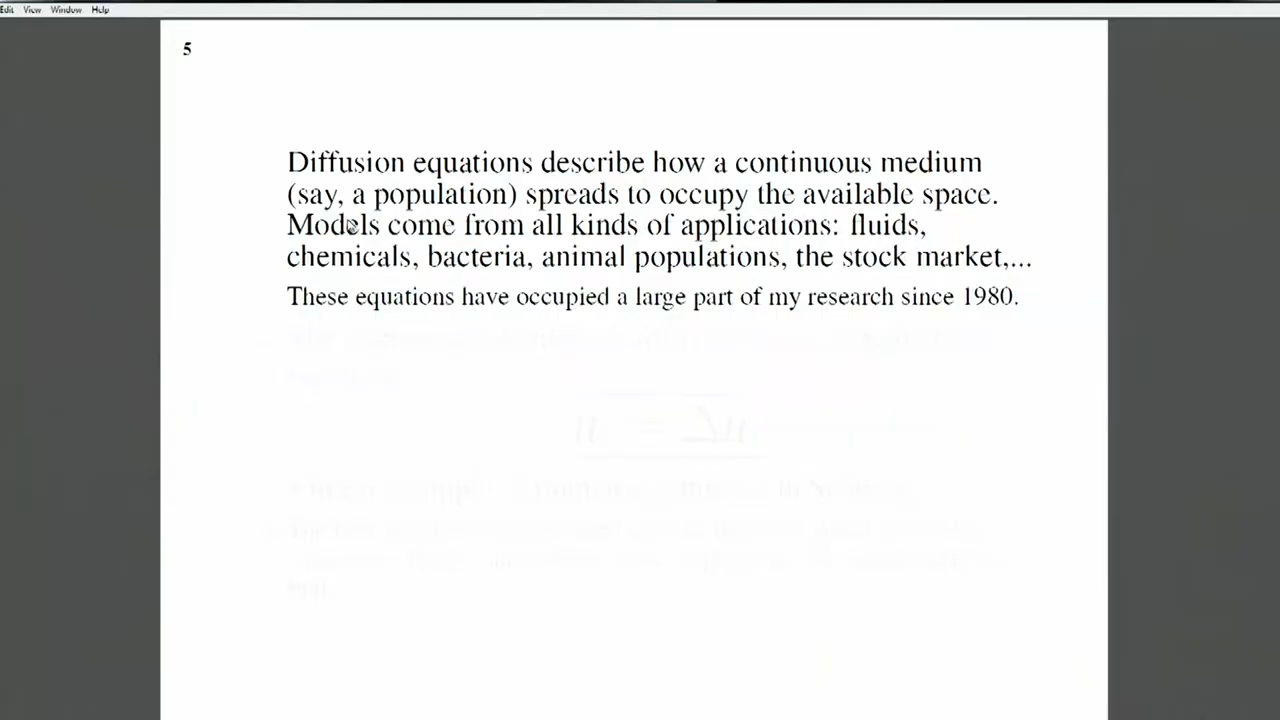 Edit View Window Help
5
Diffusion equations describe how a continuous medium
(say, a population) spreads to occupy the available space.
Models come from all kinds of applications: fluids,
chemicals, bacteria, animal populations, the stock market,...
These equations have occupied a large part of my research since 1980.
u = Δu